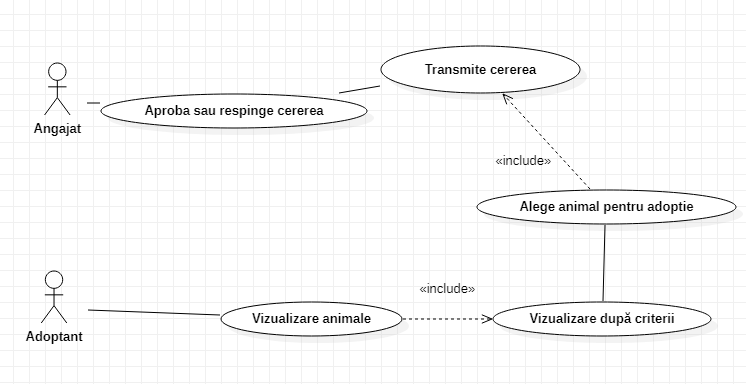 Transmite cererea
Aproba sau respinge cererea
Angajat
«include»
Alege animal pentru adoptie
«include»
Vizualizare animale
Vizualizare după criterii
Adoptant